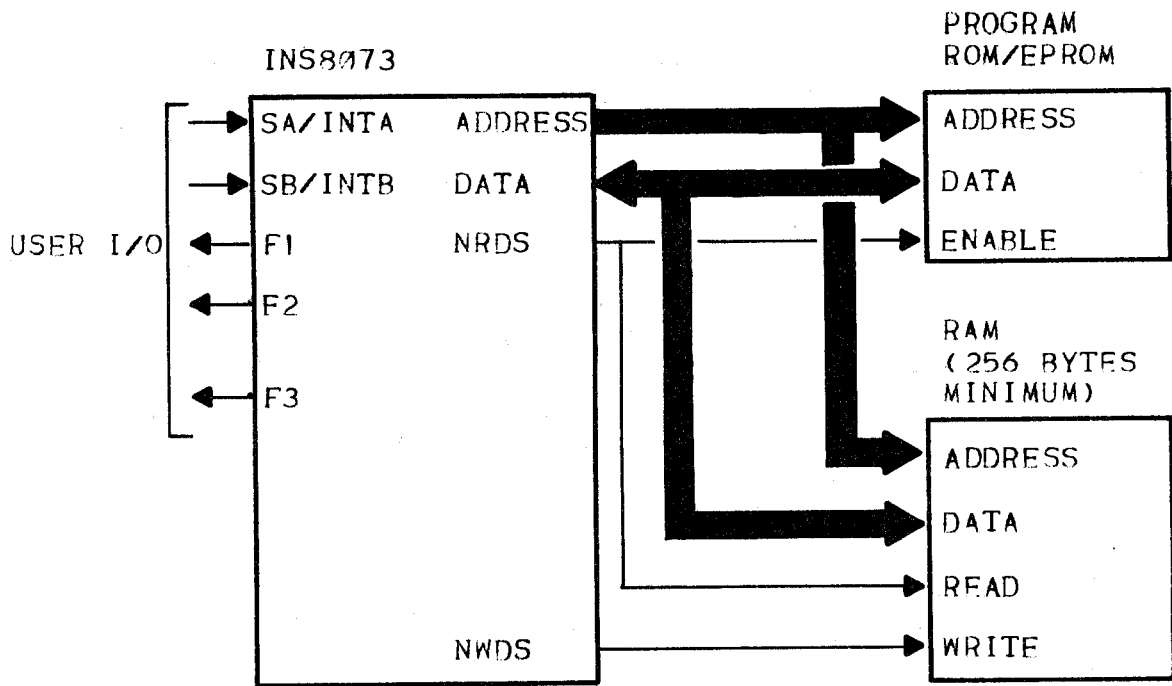 PROGRAM
ROM/EPROM
INS8073
SA/INTA
ADDRESS
ADDRESS
SB/INTB
DATA
DATA
USER I/O
F1
NRDS
ENABLE
F2
RAM
(256 BYTES
MINIMUM)
F3
ADDRESS
DATA
READ
NWDS
WRITE